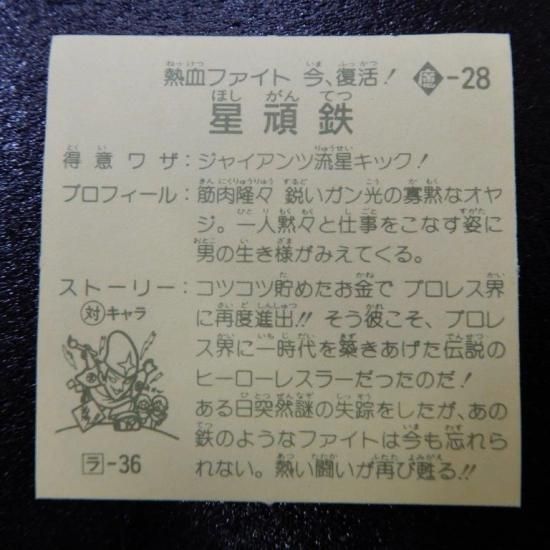 熱血ファイト 今、復活! -28
星頑鉄
得意ワザ:ジャイアンツ流星キック!
プロフィール:筋肉隆々 鋭いガン光の寡黙なオヤ
ジ。一人黙々と仕事をこなす姿に
男の生き様がみえてくる。
ストーリー:コツコツ貯めたお金で プロレス界
に再度進出!! そう彼こそ、プロレ
ス界に一時代を築きあげた伝説の
ヒーローレスラーだったのだ!
ある日突然謎の失踪をしたが、あの
鉄のようなファイトは今も忘れら
れない。熱い闘いが再び甦る!!
対キャラ
ラ-36